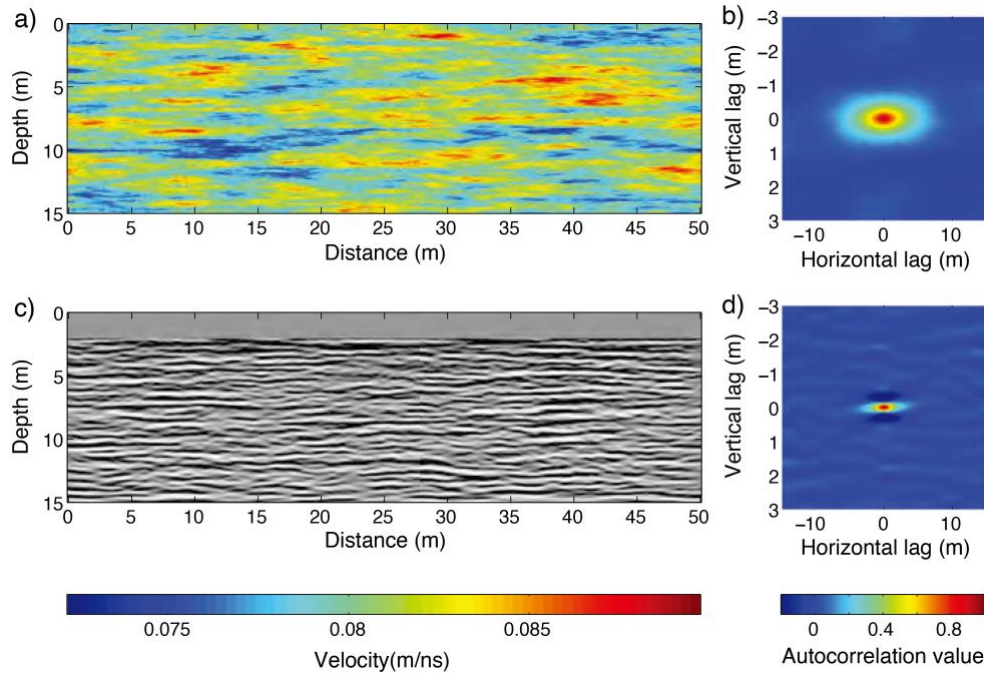 a)
0
5
10
15
Depth (m)
0 5 10 15 20 25 30 35 40 45 50
Distance (m)
b)
−3
−2
−1
0
1
2
3
Vertical lag (m)
−10 0 10
Horizontal lag (m)
c)
0
5
10
15
Depth (m)
0 5 10 15 20 25 30 35 40 45 50
Distance (m)
d)
−3
−2
−1
0
1
2
3
Vertical lag (m)
−10 0 10
Horizontal lag (m)
0.075 0.08 0.085
Velocity(m/ns)
0 0.4 0.8
Autocorrelation value